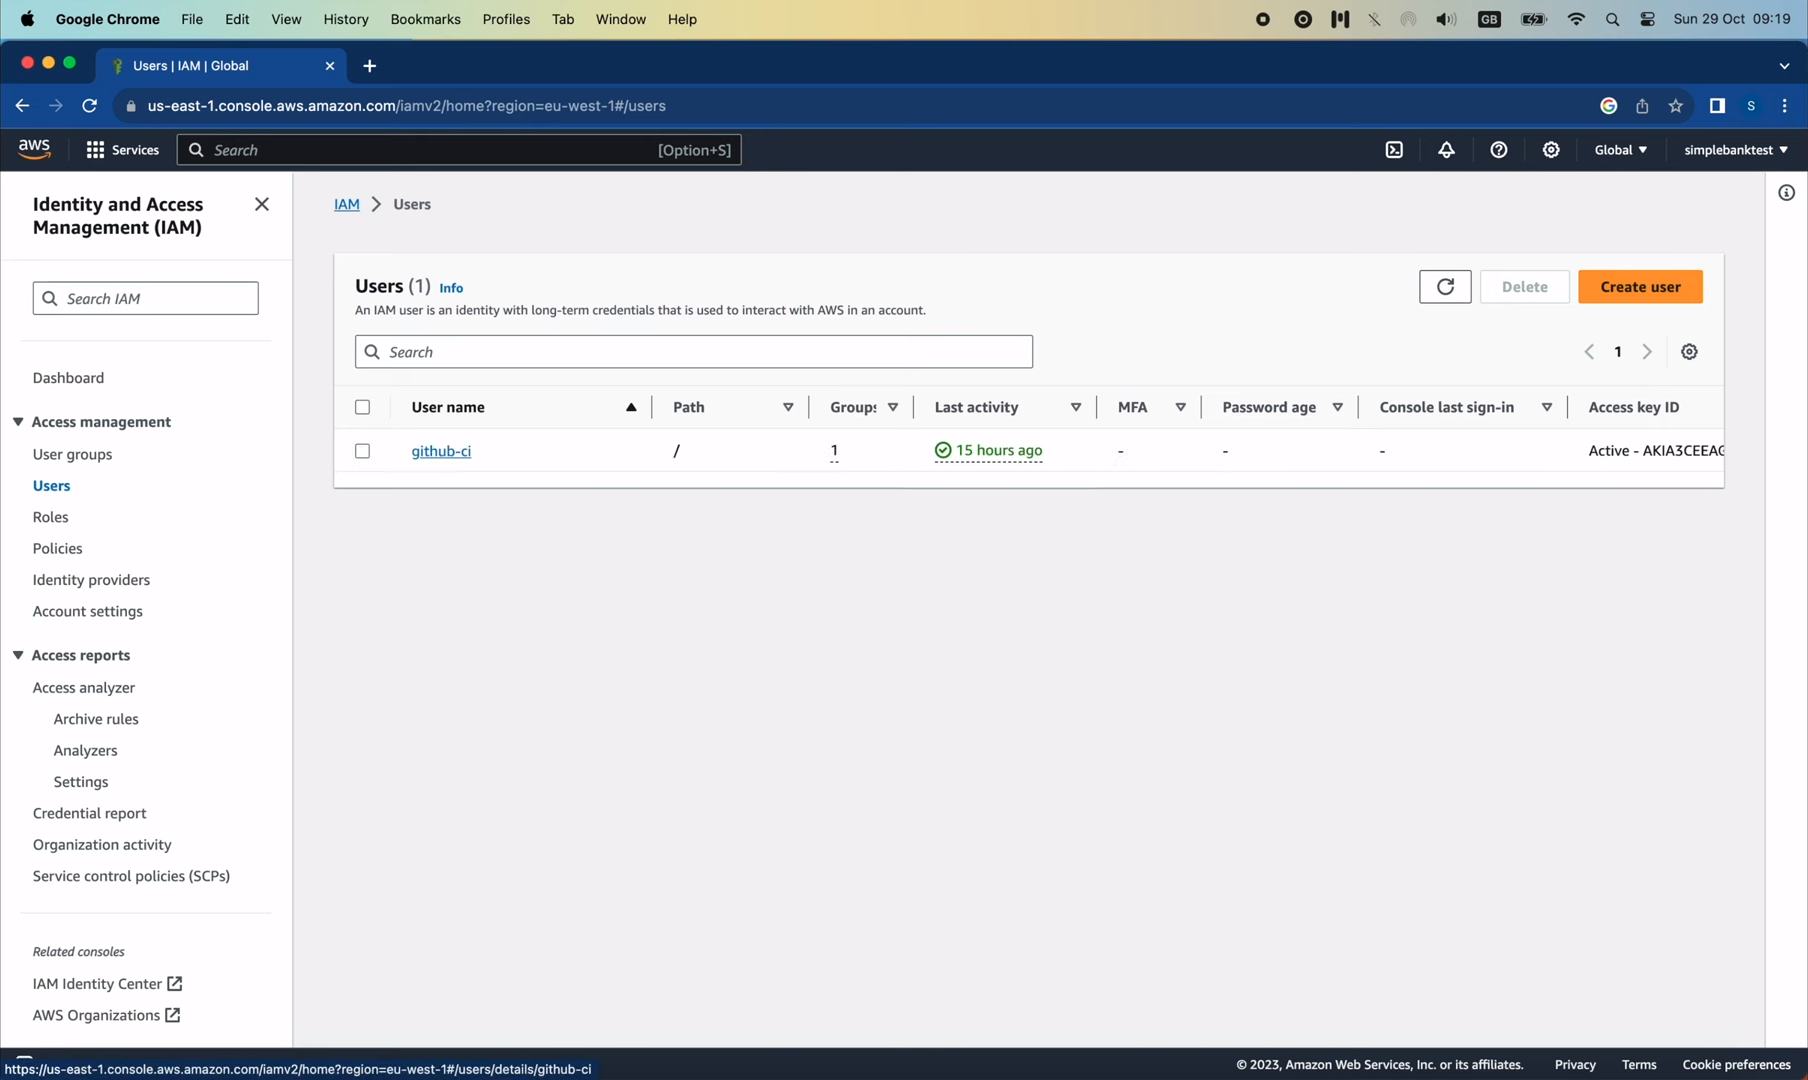 Google Chrome File Edit View History Bookmarks Profiles Tab Window Help GB Sun 29 Oct 09:19
Users | IAM | Global
us-east-1.console.aws.amazon.com/iamv2/home?region=eu-west-1#/users S
aws Services Search [Option+S] Global simplebanktest
Identity and Access
Management (IAM)
Search IAM
Dashboard
Access management
User groups
Users
Roles
Policies
Identity providers
Account settings
Access reports
Access analyzer
Archive rules
Analyzers
Settings
Credential report
Organization activity
Service control policies (SCPs)
Related consoles
IAM Identity Center
AWS Organizations
IAM > Users
Users (1) Info
An IAM user is an identity with long-term credentials that is used to interact with AWS in an account.
Delete
Create user
Search
1
User name Path Groups Last activity MFA Password age Console last sign-in Access key ID
github-ci / 1 15 hours ago - - - Active - AKIA3CEEAG
https://us-east-1.console.aws.amazon.com/iamv2/home?region=eu-west-1#/users/details/github-ci
© 2023, Amazon Web Services, Inc. or its affiliates. Privacy Terms Cookie preferences